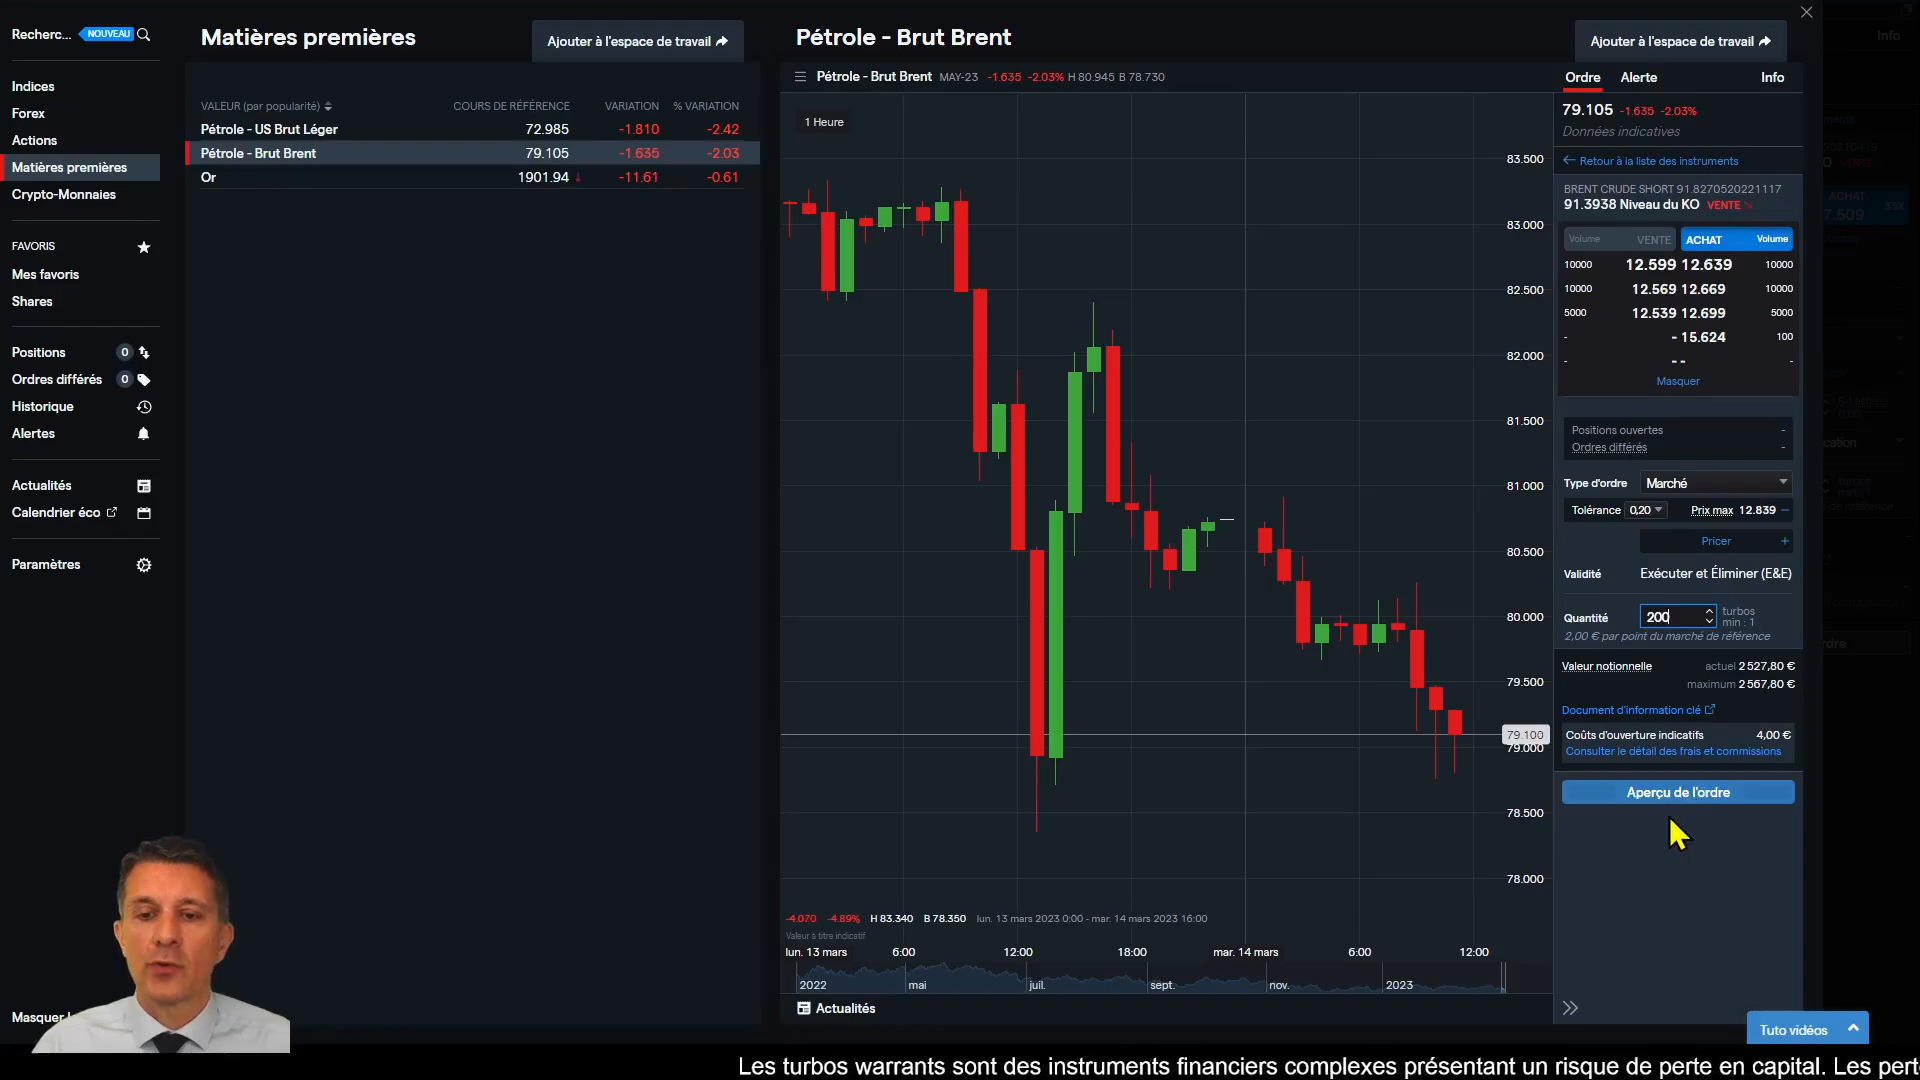 Recherc...
NOUVEAU
Indices
Forex
Actions
Matières premières
Crypto-Monnaies
FAVORIS
Mes favoris
Shares
Positions 0
Ordres différés 0
Historique
Alertes
Actualités
Calendrier éco
Paramètres
Masquer
Matières premières
Ajouter à l'espace de travail
VALEUR (par popularité) COURS DE RÉFÉRENCE VARIATION % VARIATION
Pétrole - US Brut Léger 72.985 -1.810 -2.42
Pétrole - Brut Brent 79.105 -1.635 -2.03
Or 1901.94 -11.61 -0.61
Pétrole - Brut Brent
Ajouter à l'espace de travail
Pétrole - Brut Brent MAY-23 -1.635 -2.03% H 80.945 B 78.730
1 Heure
83.500
83.000
82.500
82.000
81.500
81.000
80.500
80.000
79.500
79.100
79.000
78.500
78.000
-4.070 -4.89% H 83.340 B 78.350 lun. 13 mars 2023 0:00 - mar. 14 mars 2023 16:00
Valeur à titre indicatif
lun. 13 mars 6:00 12:00 18:00 mar. 14 mars 6:00 12:00
2022 mai juil. sept. nov. 2023
Actualités
Ordre Alerte Info
79.105 -1.635 -2.03%
Données indicatives
Retour à la liste des instruments
BRENT CRUDE SHORT 91.8270520221117
91.3938 Niveau du KO VENTE
Volume VENTE ACHAT Volume
10000 12.599 12.639 10000
10000 12.569 12.669 10000
5000 12.539 12.699 5000
- - 15.624 100
- - - -
Masquer
Positions ouvertes -
Ordres différés -
Type d'ordre Marché
Tolérance 0,20 Prix max 12.839 –
Pricer +
Validité Exécuter et Éliminer (E&E)
Quantité 200 turbos
min : 1
2,00 € par point du marché de référence
Valeur notionnelle actuel 2 527,80 €
maximum 2 567,80 €
Document d'information clé
Coûts d'ouverture indicatifs 4,00 €
Consulter le détail des frais et commissions
Aperçu de l'ordre
Info
ACHAT
7.509
Tuto vidéos
Les turbos warrants sont des instruments financiers complexes présentant un risque de perte en capital. Les pert